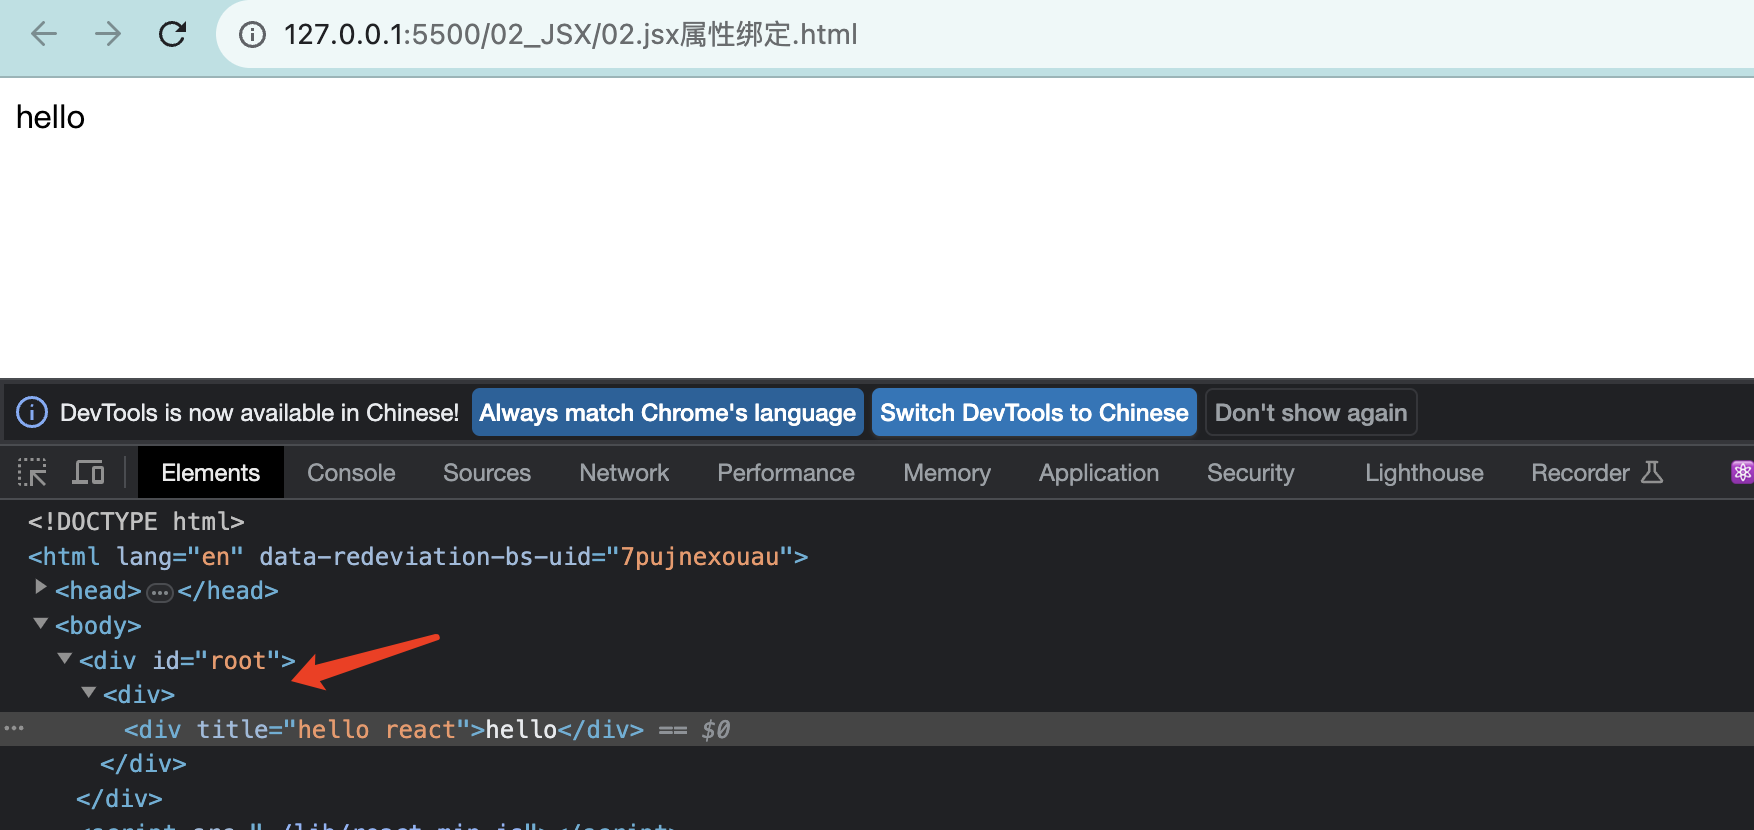 127.0.0.1:5500/02_JSX/02.jsx属性绑定.html
hello
DevTools is now available in Chinese! Always match Chrome's language Switch DevTools to Chinese Don't show again
Elements Console Sources Network Performance Memory Application Security Lighthouse Recorder
<!DOCTYPE html>
<html lang="en" data-redeviation-bs-uid="7pujnexouau">
<head>…</head>
<body>
<div id="root">
<div>
<div title="hello react">hello</div> == $0
</div>
</div>